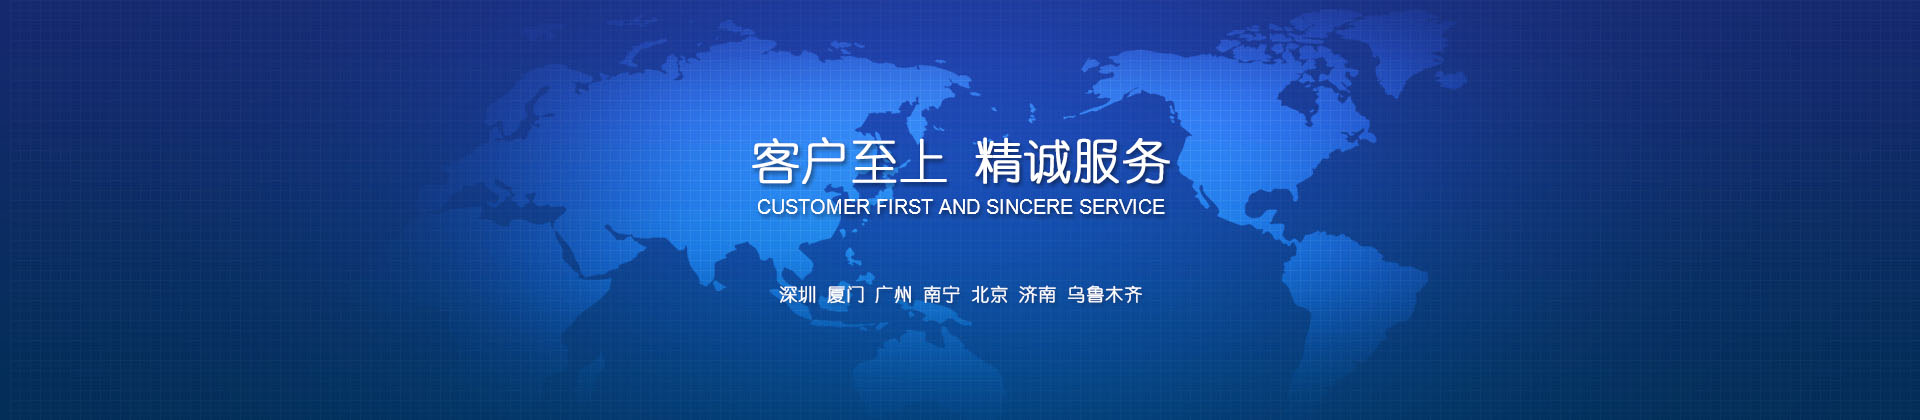 客户至上 精诚服务
CUSTOMER FIRST AND SINCERE SERVICE
深圳 厦门 广州 南宁 北京 济南 乌鲁木齐